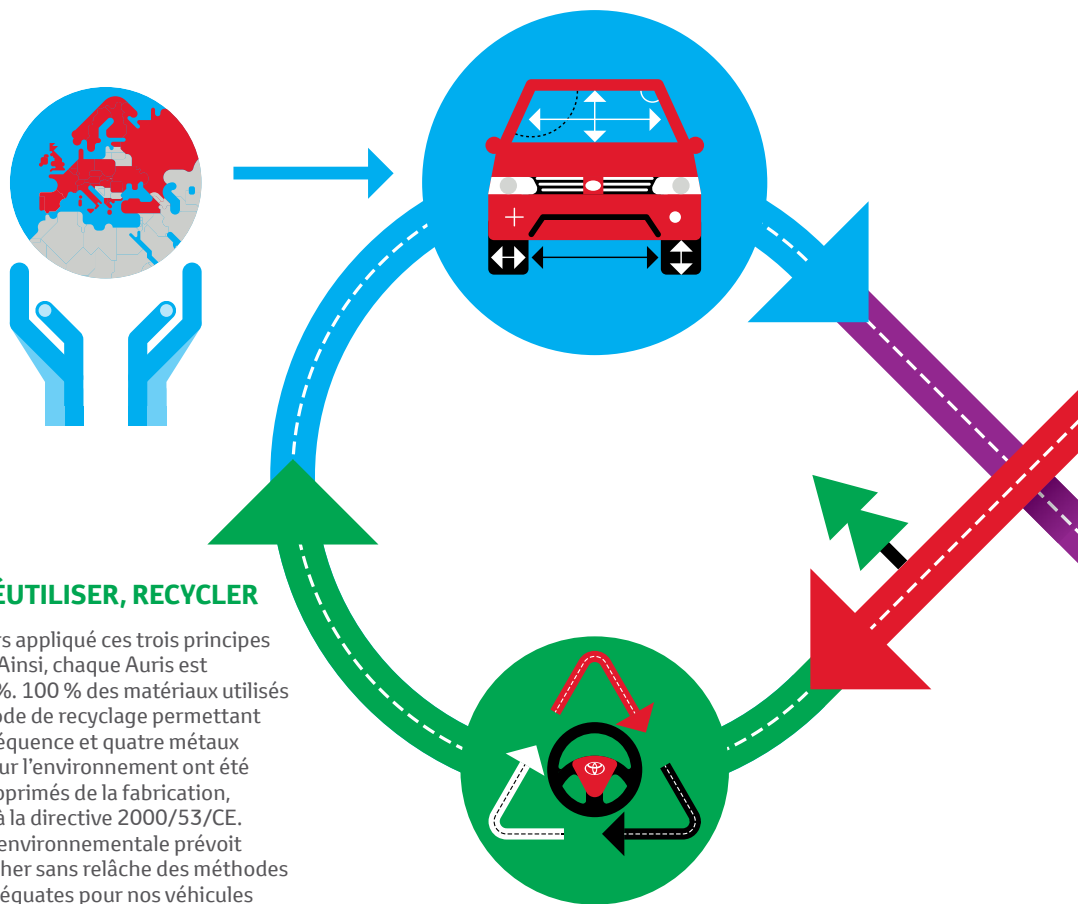 ÉUTILISER, RECYCLER
rs appliqué ces trois principes
Ainsi, chaque Auris est
%. 100 % des matériaux utilisés
ode de recyclage permettant
équence et quatre métaux
ur l'environnement ont été
pprimés de la fabrication,
à la directive 2000/53/CE.
environnementale prévoit
her sans relâche des méthodes
équates pour nos véhicules